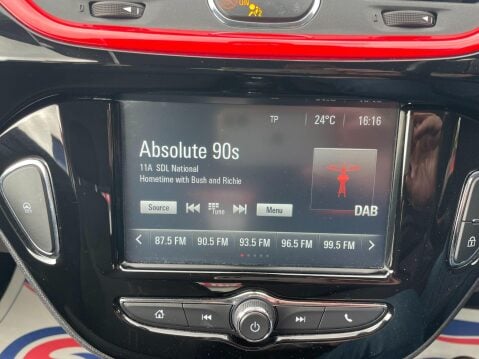 ON
TP 24°C 16:16
Absolute 90s
11A SDL National
Hometime with Bush and Richie
Source Tune Menu
DAB
87.5 FM 90.5 FM 93.5 FM 96.5 FM 99.5 FM